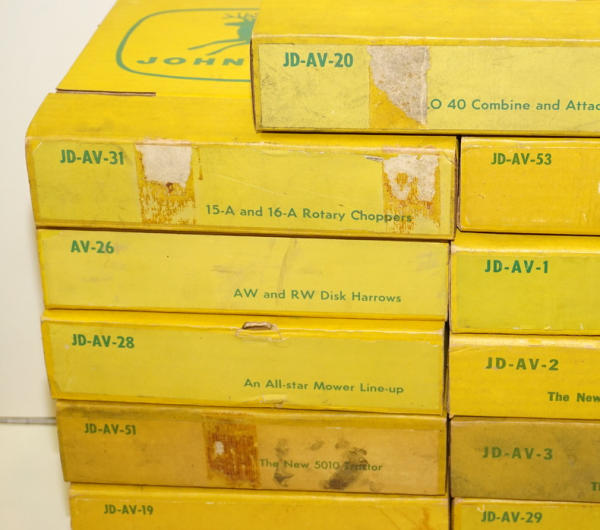 JOHN
JD-AV-20
O 40 Combine and Attac
JD-AV-31
15-A and 16-A Rotary Choppers
JD-AV-53
AV-26
AW and RW Disk Harrows
JD-AV-1
JD-AV-28
An All-star Mower Line-up
JD-AV-2
The New
JD-AV-51
The New 5010 Tractor
JD-AV-3
JD-AV-19
JD-AV-29